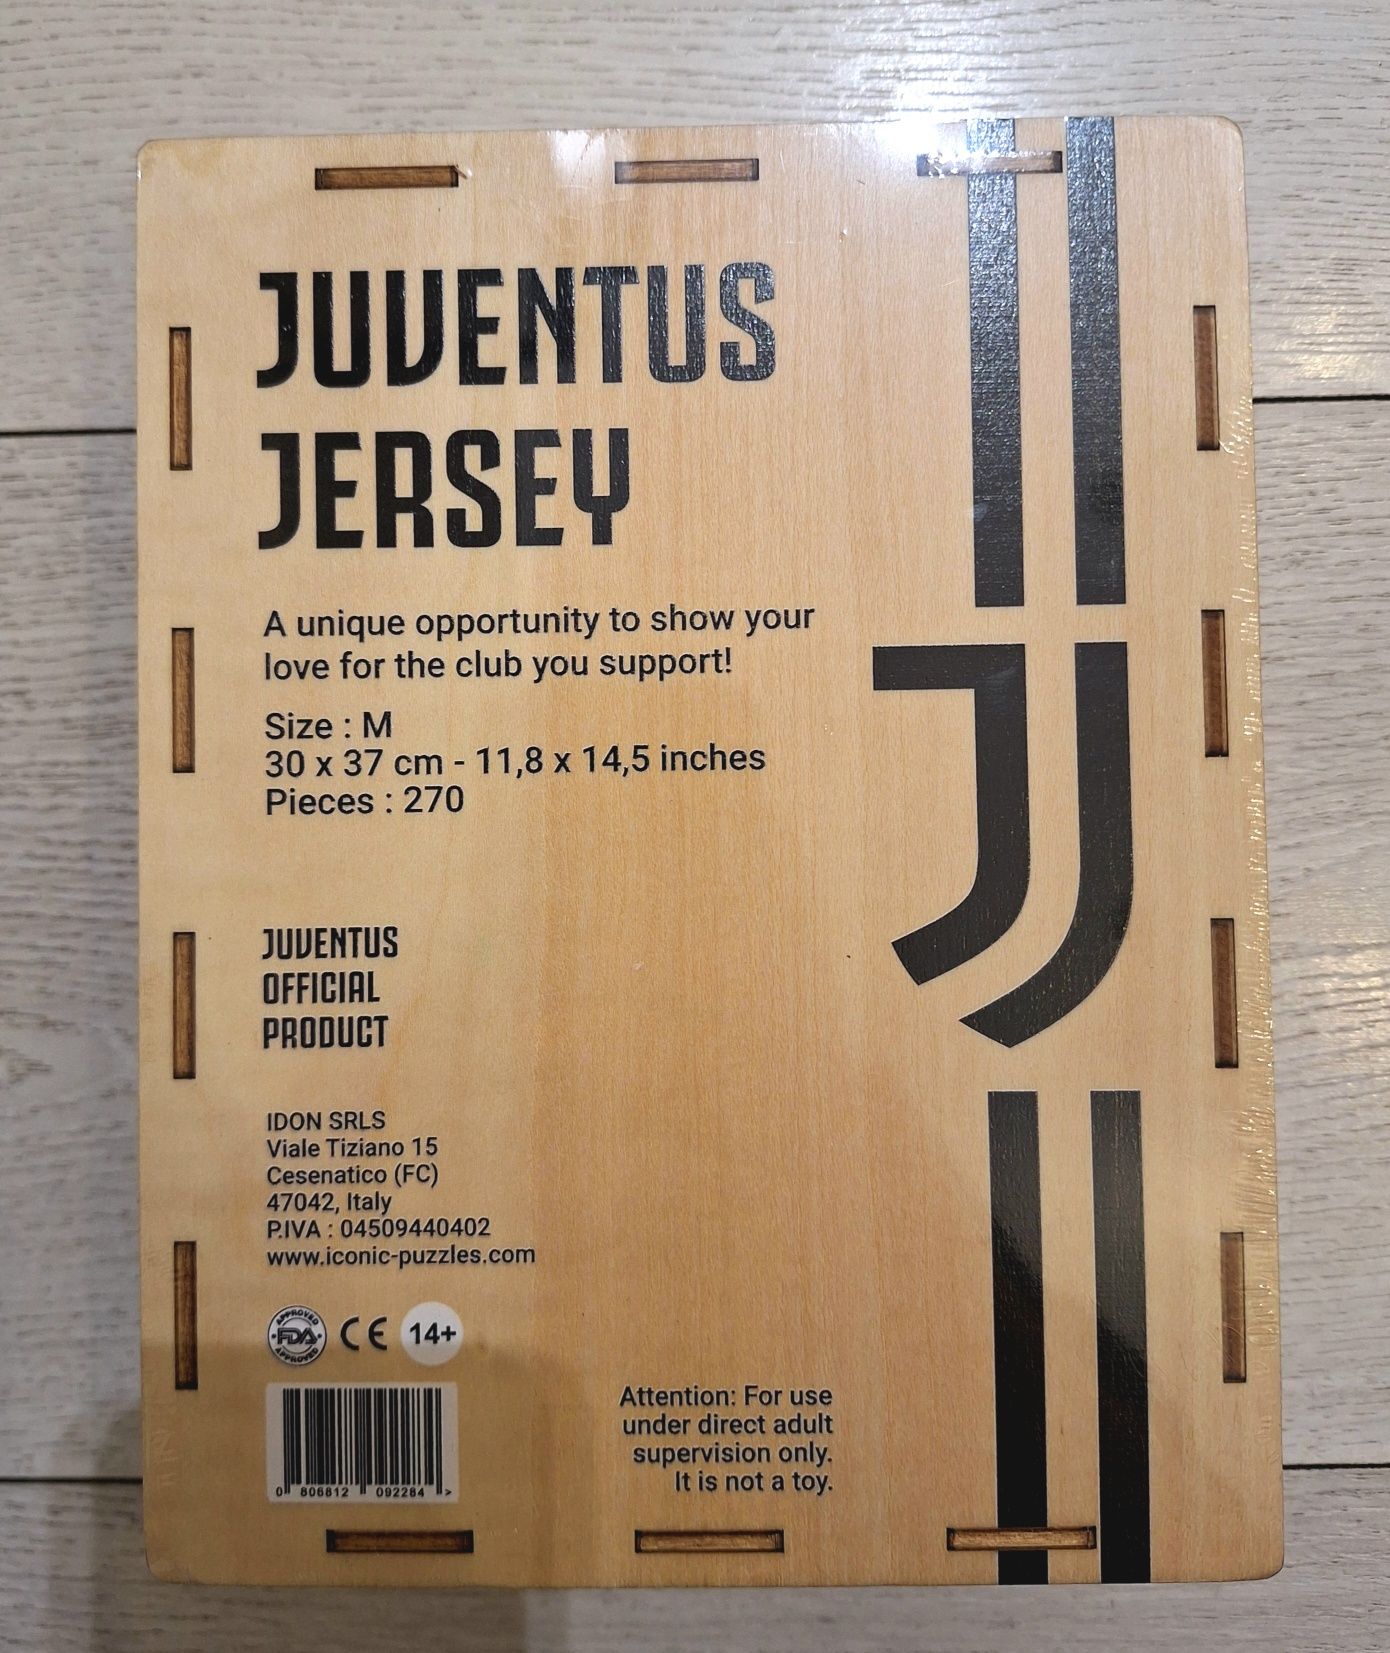 JUVENTUS
JERSEY
A unique opportunity to show your
love for the club you support!
Size : M
30 x 37 cm - 11,8 x 14,5 inches
Pieces : 270
JUVENTUS
OFFICIAL
PRODUCT
IDON SRLS
Viale Tiziano 15
Cesenatico (FC)
47042, Italy
P.IVA : 04509440402
www.iconic-puzzles.com
APPROVED
FDA
APPROVED
CE 14+
0 806812 092284 >
Attention: For use
under direct adult
supervision only.
It is not a toy.